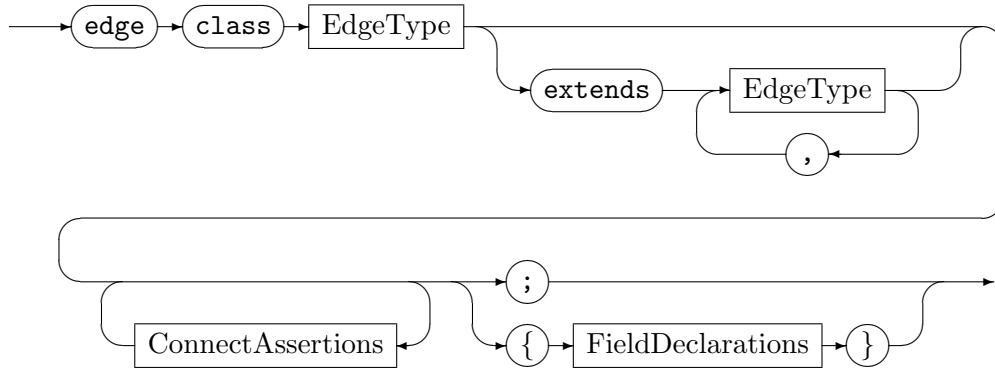 edge class EdgeType
extends EdgeType
,
;
ConnectAssertions { FieldDeclarations }